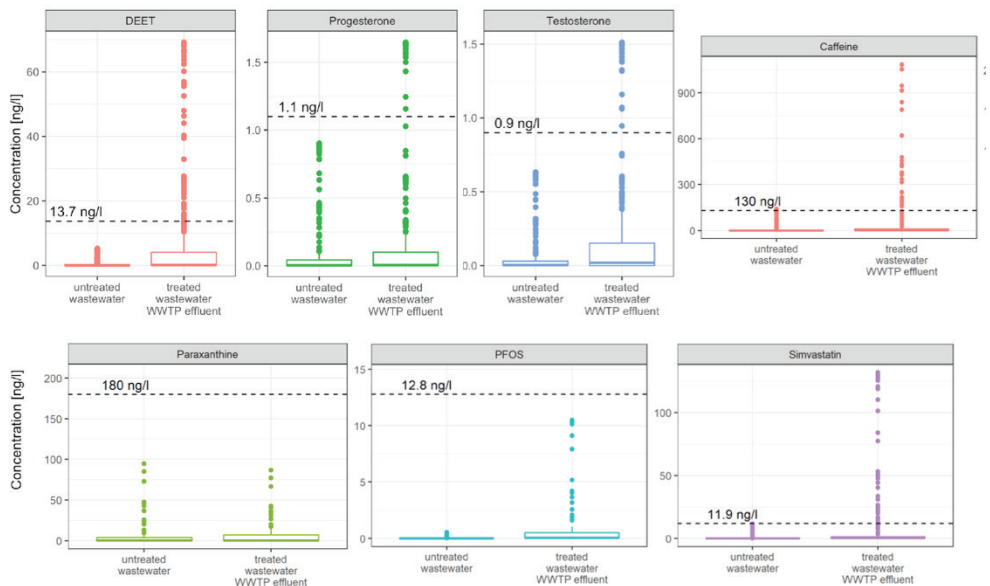 DEET
Progesterone
Testosterone
Caffeine
Concentration [ng/l]
60
40
20
0
13.7 ng/l
untreated
wastewater
treated
wastewater
WWTP effluent
1.5
1.0
0.5
0.0
1.1 ng/l
untreated
wastewater
treated
wastewater
WWTP effluent
1.5
1.0
0.5
0.0
0.9 ng/l
untreated
wastewater
treated
wastewater
WWTP effluent
900
600
300
0
130 ng/l
untreated
wastewater
treated
wastewater
WWTP effluent
2
Paraxanthine
PFOS
Simvastatin
Concentration [ng/l]
200
150
100
50
0
180 ng/l
untreated
wastewater
treated
wastewater
WWTP effluent
15
12
9
6
3
0
12.8 ng/l
untreated
wastewater
treated
wastewater
WWTP effluent
100
50
0
11.9 ng/l
untreated
wastewater
treated
wastewater
WWTP effluent